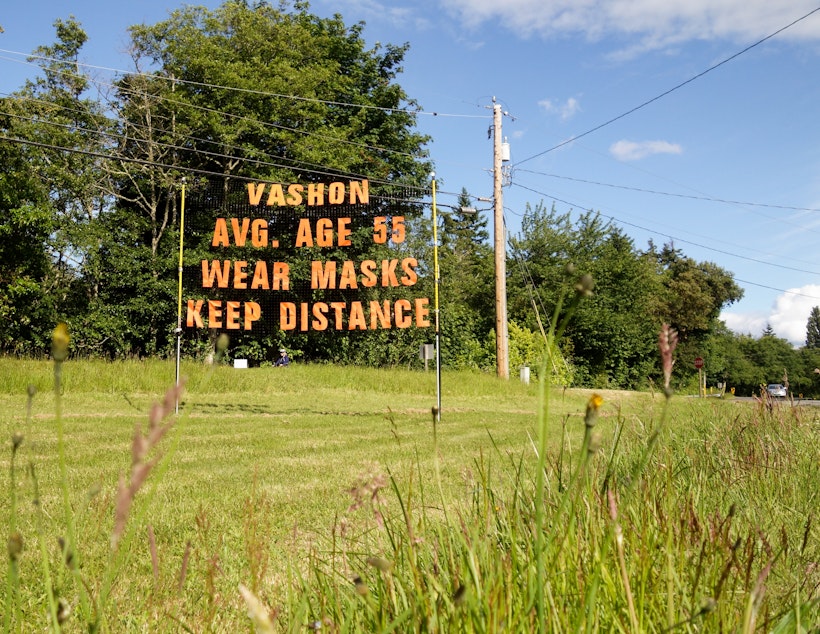 VASHON
AVG. AGE 55
WEAR MASKS
KEEP DISTANCE